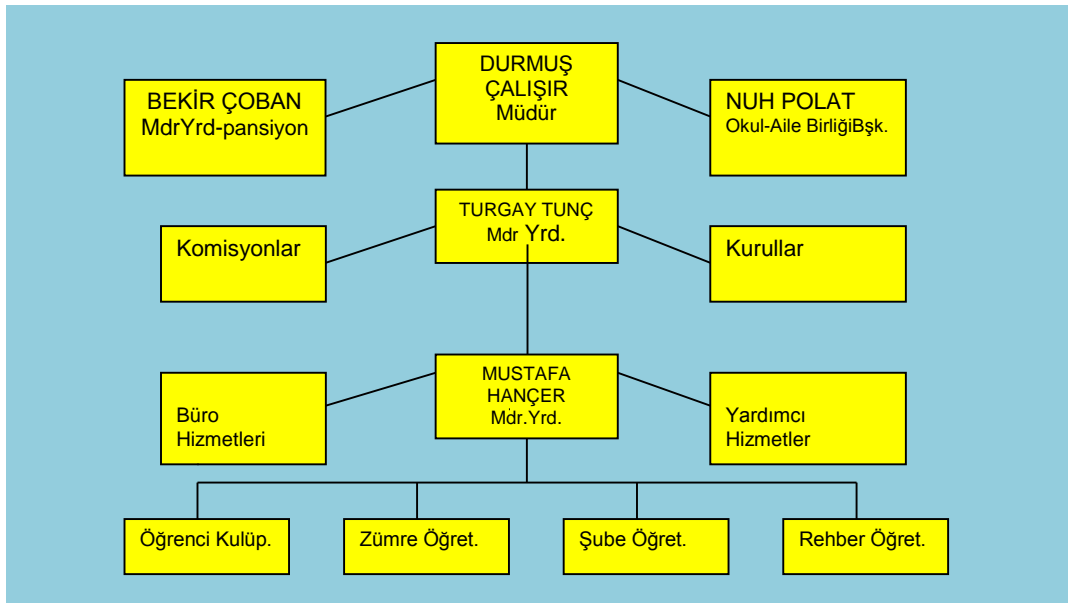 DURMUŞ
ÇALIŞIR
Müdür
BEKİR ÇOBAN
MdrYrd-pansiyon
NUH POLAT
Okul-Aile BirliğiBşk.
TURGAY TUNÇ
Mdr Yrd.
Komisyonlar
Kurullar
MUSTAFA
HANÇER
Mdr.Yrd.
Büro
Hizmetleri
Yardımcı
Hizmetler
Öğrenci Kulüp.
Zümre Öğret.
Şube Öğret.
Rehber Öğret.